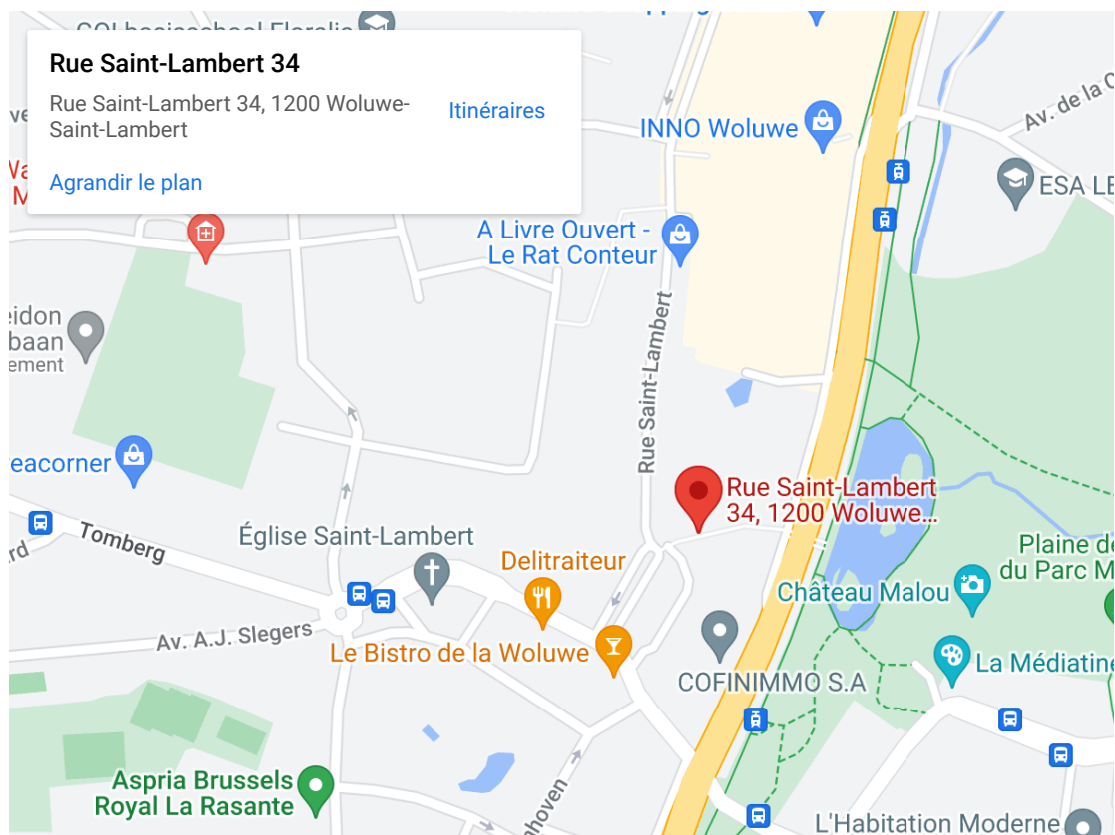 Rue Saint-Lambert 34
Rue Saint-Lambert 34, 1200 Woluwe-
Saint-Lambert
Itinéraires
Agrandir le plan
INNO Woluwe
Av. de la
ESA
A Livre Ouvert -
Le Rat Conteur
Rue Saint-Lambert
Rue Saint-Lambert
34, 1200 Woluwe...
Tomberg
Église Saint-Lambert
Delitraiteur
Plaine
du Parc
Château Malou
Av. A.J. Slegers
Le Bistro de la Woluwe
La Médiatine
COFINIMMO S.A
Aspria Brussels
Royal La Rasante
L'Habitation Moderne